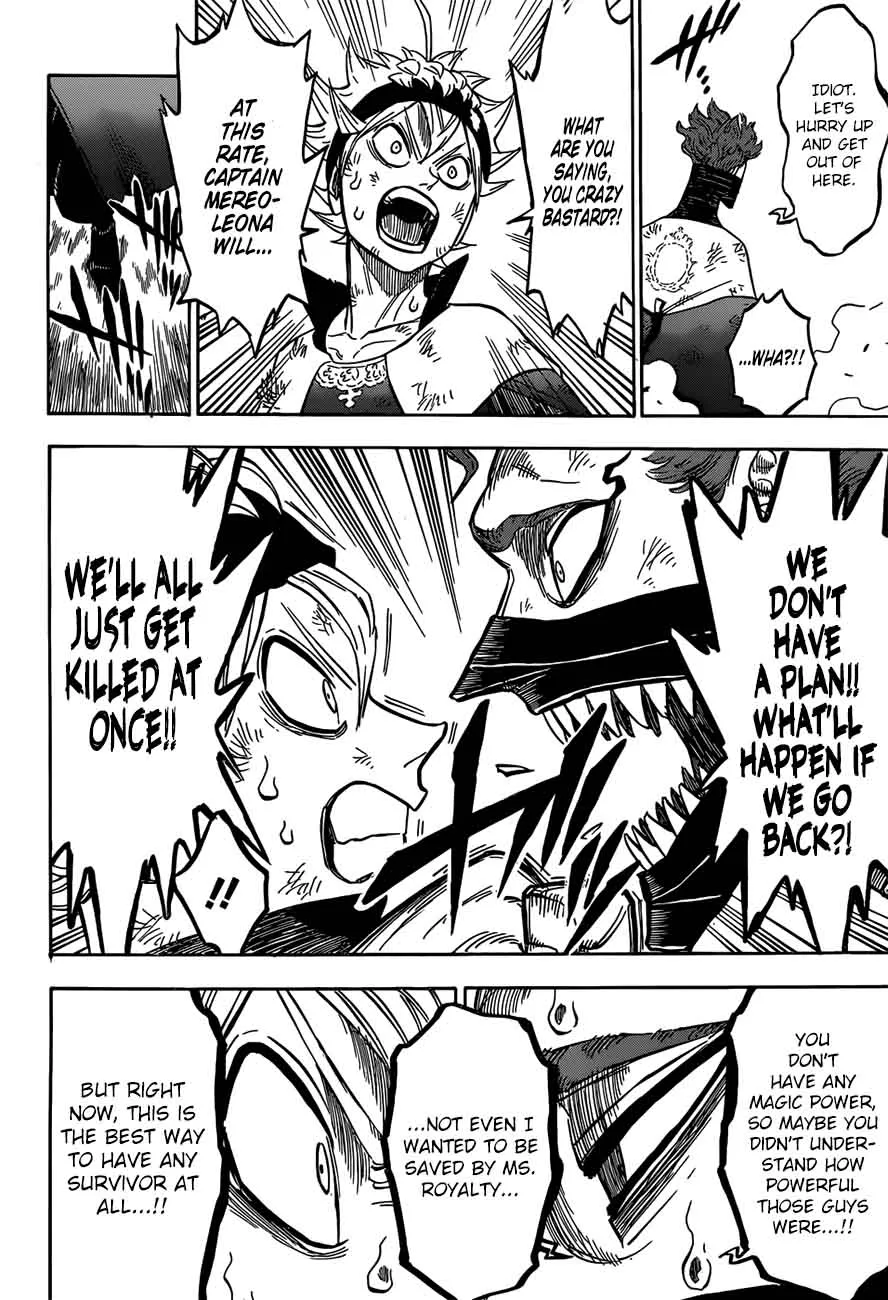 IDIOT.
LET'S
HURRY UP
AND GET
OUT OF
HERE.
...WHA?!!
WHAT
ARE YOU
SAYING,
YOU CRAZY
BASTARD?!
AT
THIS
RATE,
CAPTAIN
MEREO-
LEONA
WILL...
WE
DON'T
HAVE
A PLAN!!
WHAT'LL
HAPPEN IF
WE GO
BACK?!
WE'LL ALL
JUST GET
KILLED AT
ONCE!!
!!
YOU
DON'T
HAVE ANY
MAGIC POWER,
SO MAYBE YOU
DIDN'T UNDER-
STAND HOW
POWERFUL
THOSE GUYS
WERE...!!
...NOT EVEN I
WANTED TO BE
SAVED BY MS.
ROYALTY...
BUT RIGHT
NOW, THIS IS
THE BEST WAY
TO HAVE ANY
SURVIVOR AT
ALL...!!